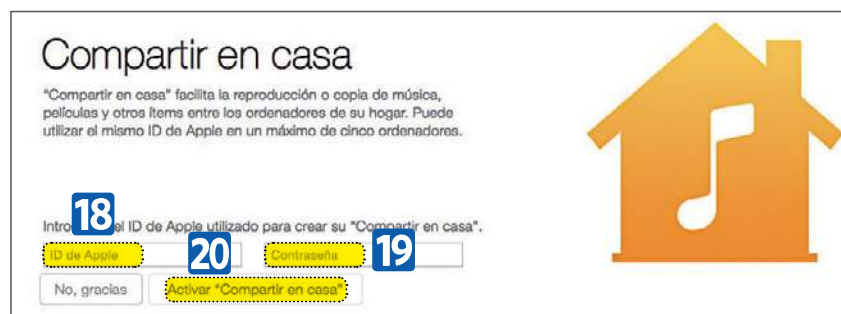 Compartir en casa
"Compartir en casa" facilita la reproducción o copia de música,
películas y otros ítems entre los ordenadores de su hogar. Puede
utilizar el mismo ID de Apple en un máximo de cinco ordenadores.
18
el ID de Apple utilizado para crear su "Compartir en casa".
ID de Apple
20
Contraseña
19
No, gracias
Activar "Compartir en casa"